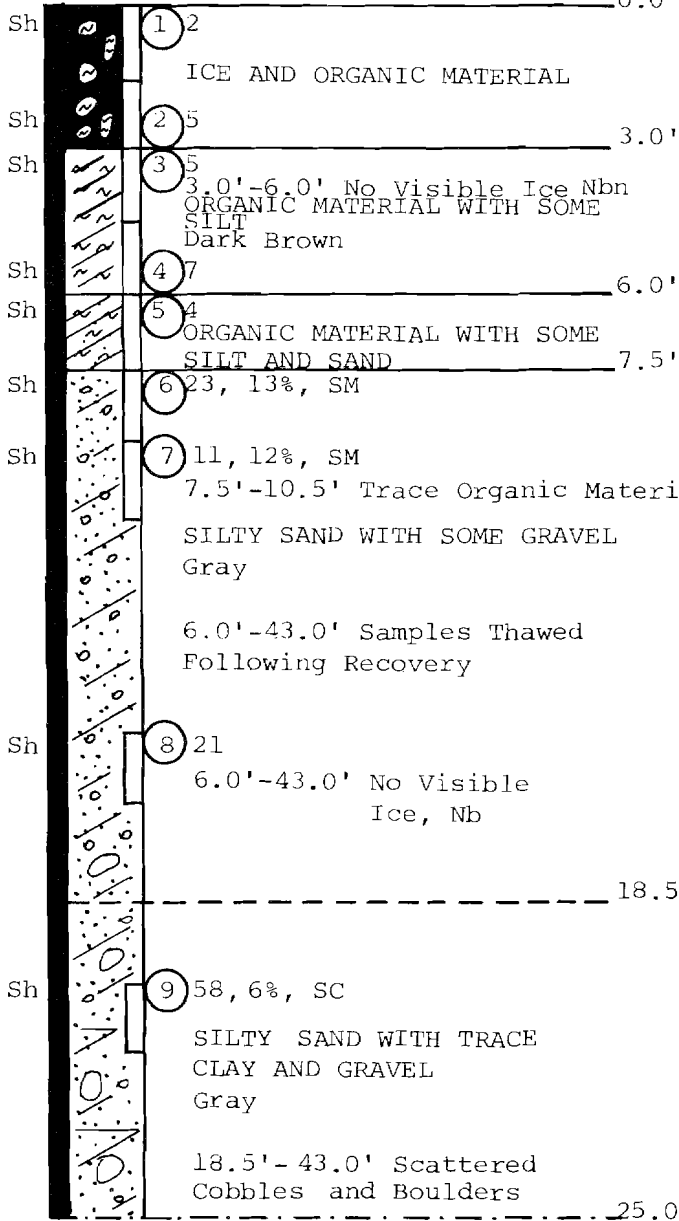 0.0
Sh 1 2
ICE AND ORGANIC MATERIAL
Sh 2 5
3.0'
Sh 3 5
3.0'-6.0' No Visible Ice Nbn
ORGANIC MATERIAL WITH SOME
SILT
Dark Brown
Sh 4 7
6.0'
Sh 5 4
ORGANIC MATERIAL WITH SOME
SILT AND SAND
7.5'
Sh 6 23, 13%, SM
Sh 7 11, 12%, SM
7.5'-10.5' Trace Organic Materi
SILTY SAND WITH SOME GRAVEL
Gray
6.0'-43.0' Samples Thawed
Following Recovery
Sh 8 21
6.0'-43.0' No Visible
Ice, Nb
18.5
Sh 9 58, 6%, SC
SILTY SAND WITH TRACE
CLAY AND GRAVEL
Gray
18.5'-43.0' Scattered
Cobbles and Boulders
25.0